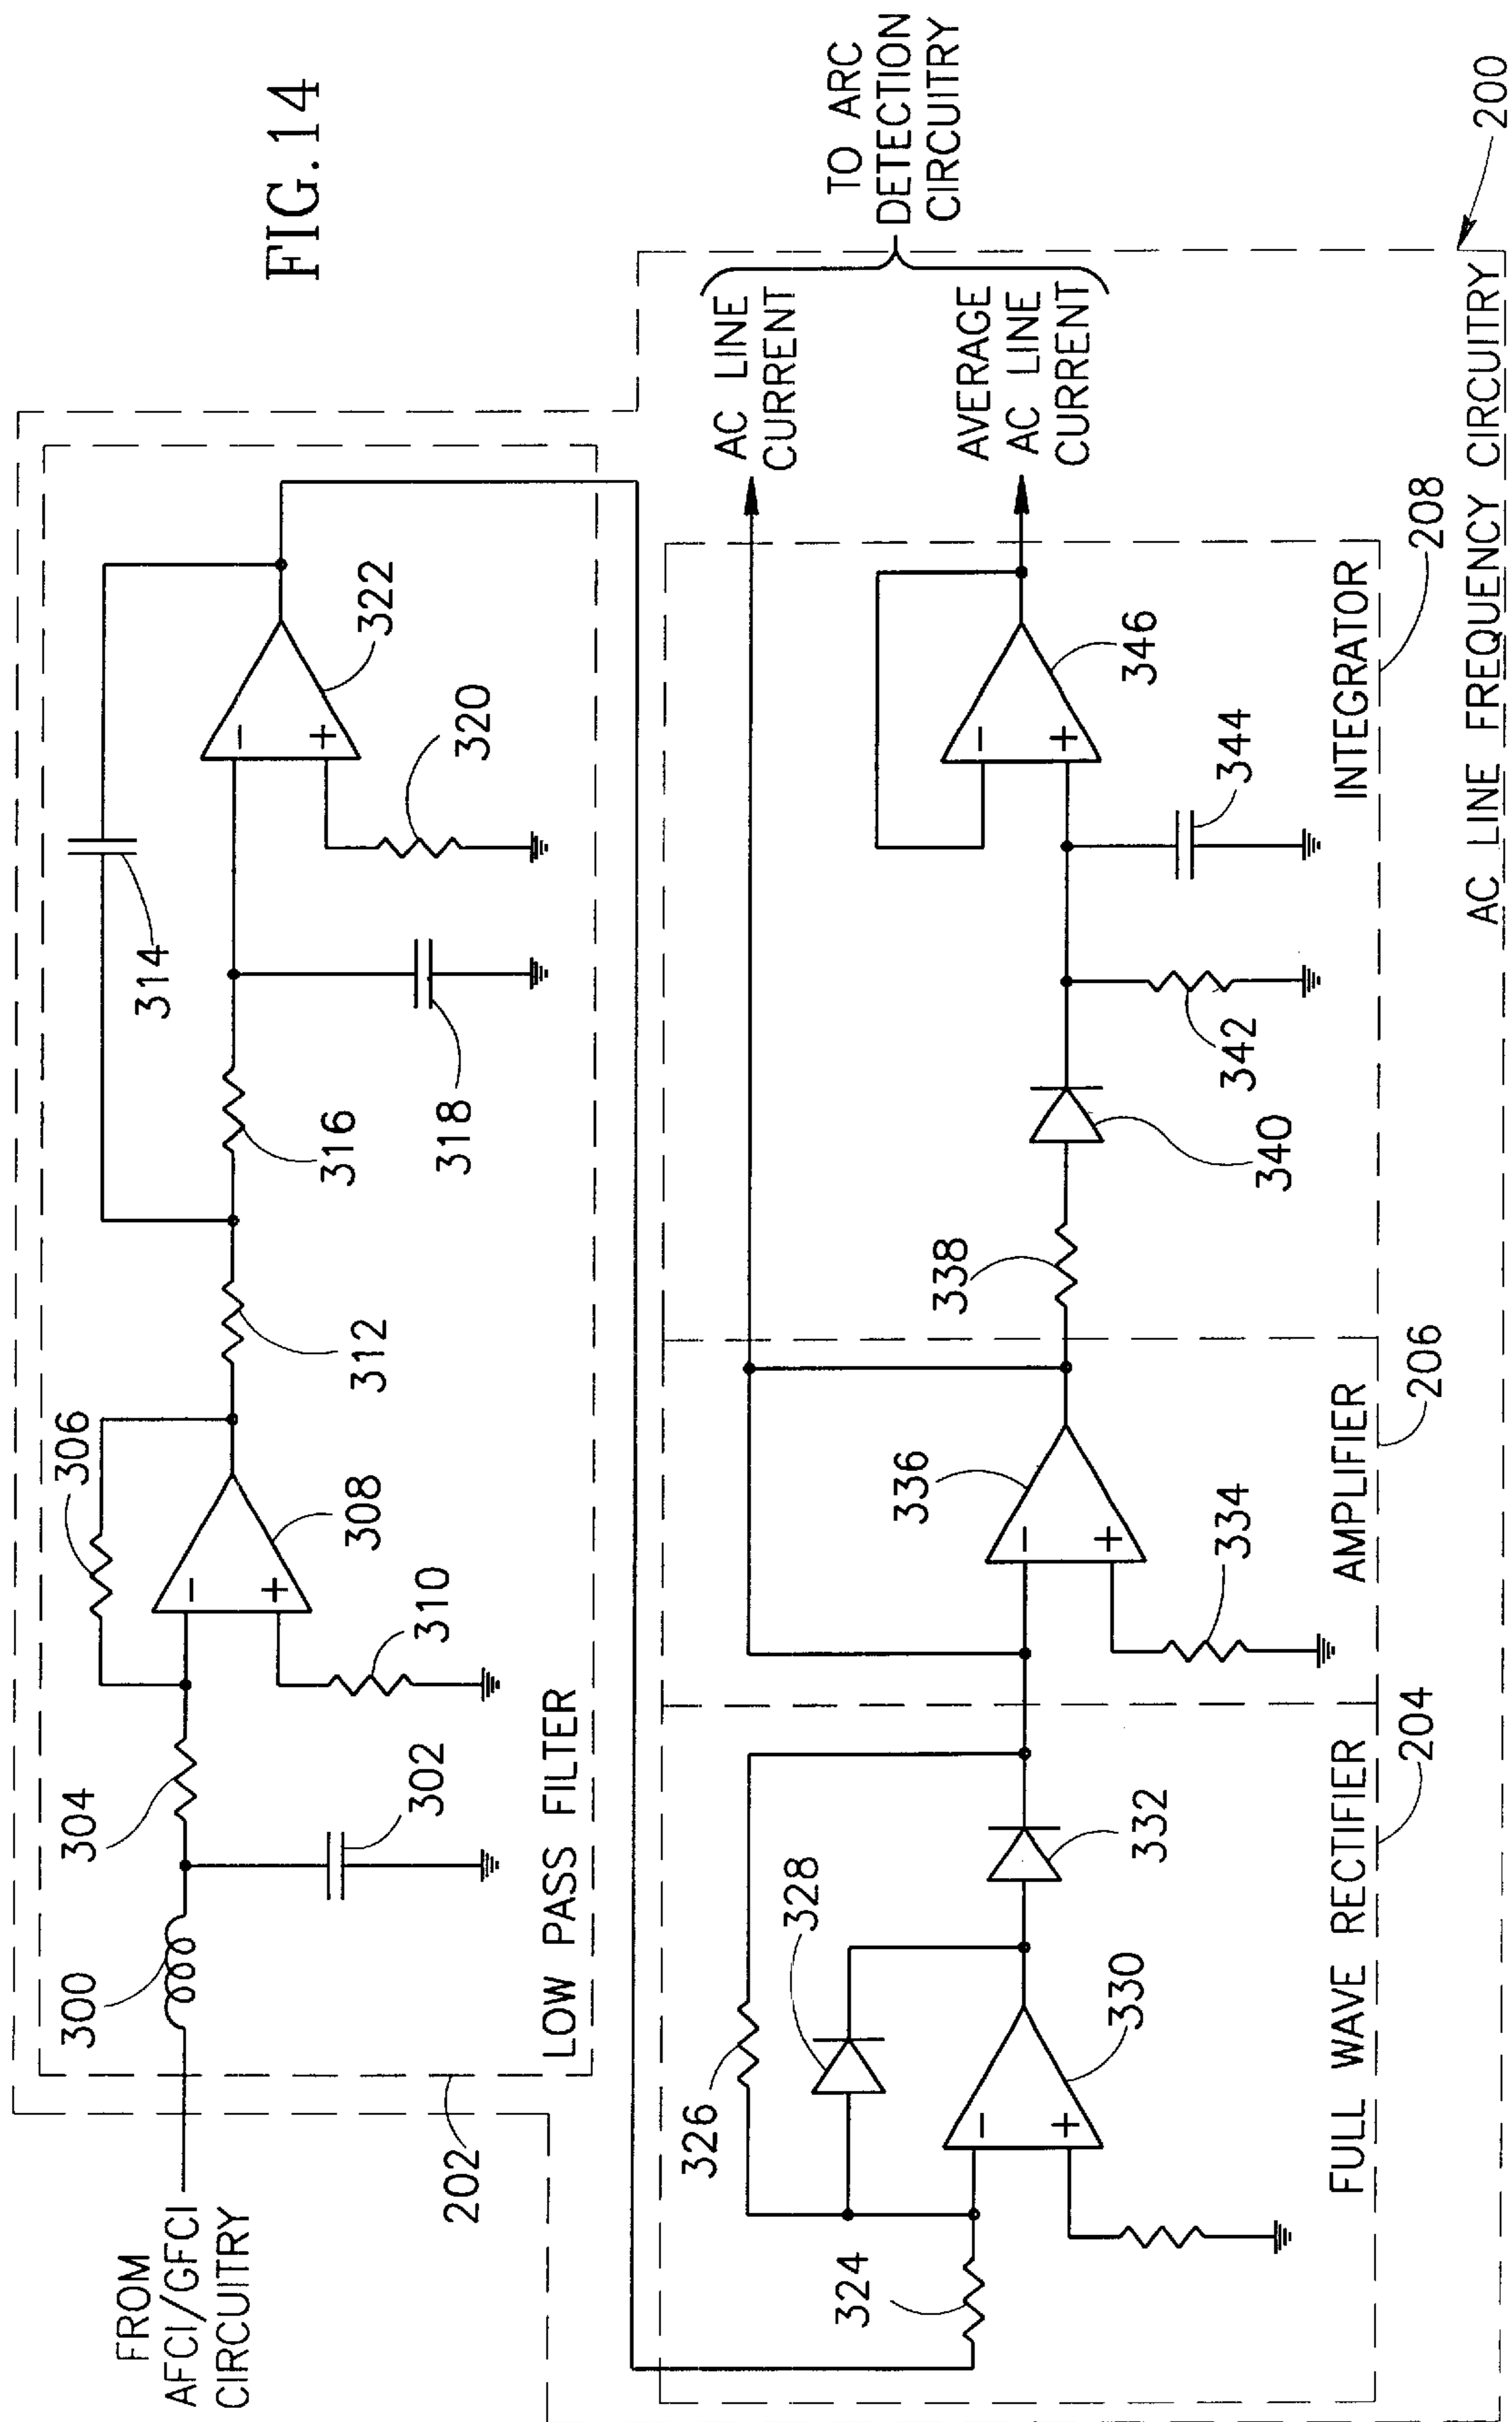 FIG.14
FROM
AFCI/GFCI
CIRCUITRY
202
300
302
304
306
308
310
312
314
316
318
320
322
-
+
-
+
LOW PASS FILTER
324
326
328
330
332
-
+
FULL WAVE RECTIFIER
204
334
336
-
+
AMPLIFIER
206
338
340
342
344
346
-
+
INTEGRATOR
208
AC LINE
CURRENT
AVERAGE
AC LINE
CURRENT
TO ARC
DETECTION
CIRCUITRY
AC LINE FREQUENCY CIRCUITRY
200